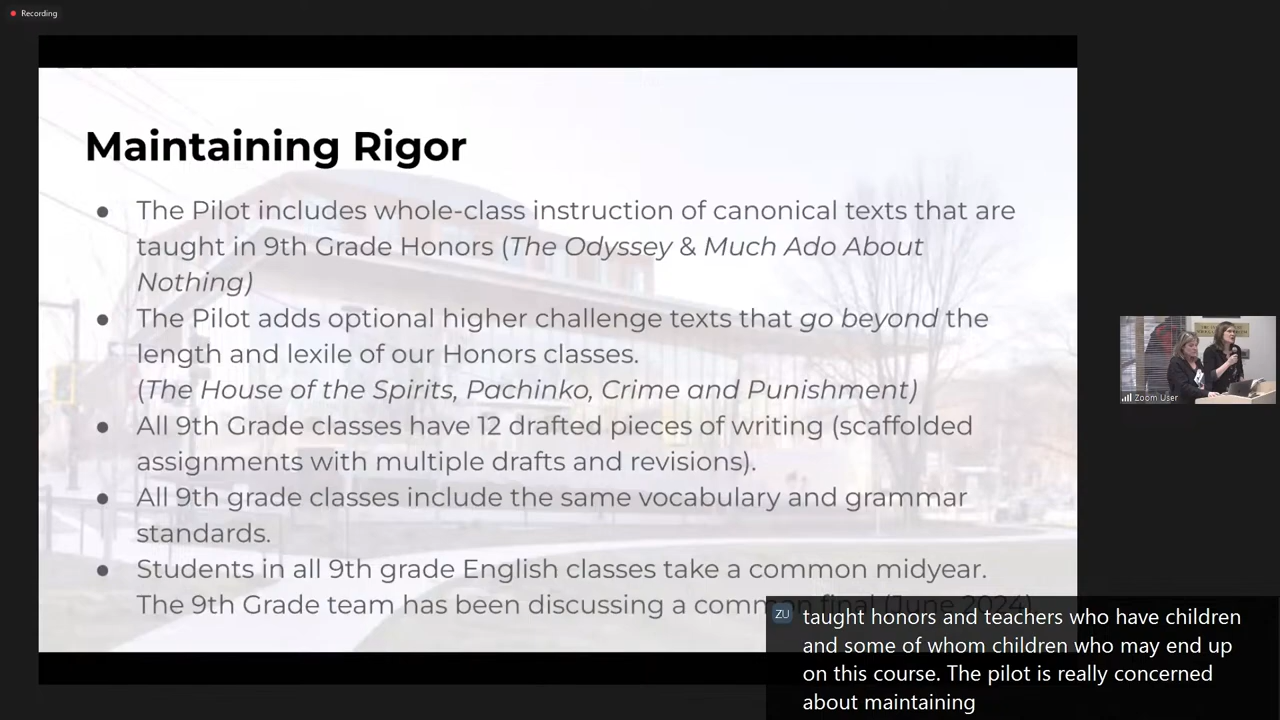 Recording
Maintaining Rigor
● The Pilot includes whole-class instruction of canonical texts that are
taught in 9th Grade Honors (The Odyssey & Much Ado About
Nothing)
● The Pilot adds optional higher challenge texts that go beyond the
length and lexile of our Honors classes.
(The House of the Spirits, Pachinko, Crime and Punishment)
● All 9th Grade classes have 12 drafted pieces of writing (scaffolded
assignments with multiple drafts and revisions).
● All 9th grade classes include the same vocabulary and grammar
standards.
● Students in all 9th grade English classes take a common midyear.
The 9th Grade team has been discussing a common final (June 2024)
Zoom User
ZU
taught honors and teachers who have children
and some of whom children who may end up
on this course. The pilot is really concerned
about maintaining